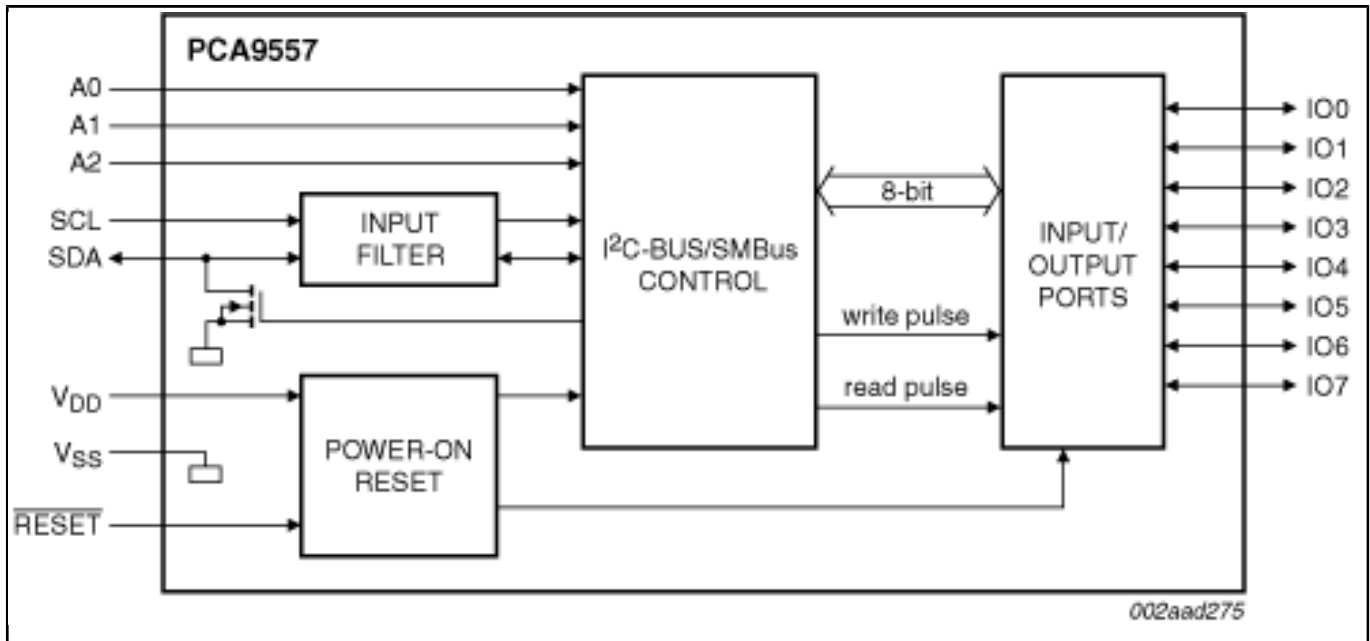 PCA9557
A0
A1
A2
SCL
SDA
VDD
VSS
RESET
INPUT
FILTER
POWER-ON
RESET
I²C-BUS/SMBus
CONTROL
8-bit
write pulse
read pulse
INPUT/
OUTPUT
PORTS
IO0
IO1
IO2
IO3
IO4
IO5
IO6
IO7
002aad275